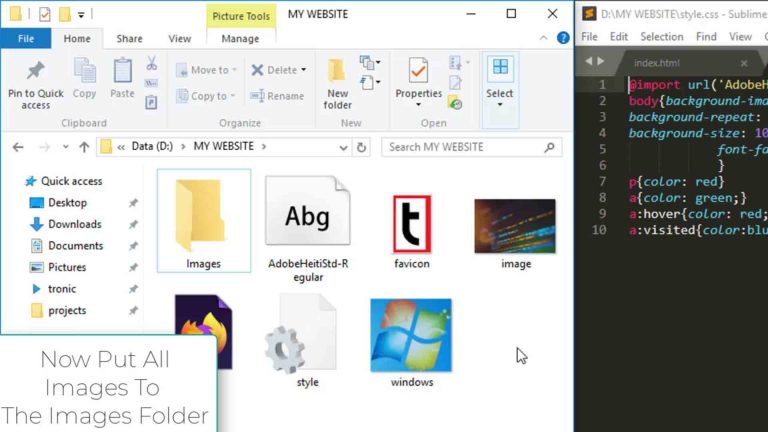 Picture Tools
MY WEBSITE
D:\MY WEBSITE\style.css - Sublime
File
Home
Share
View
Manage
File
Edit
Selection
Find
View
Pin to Quick
access
Copy
Paste
Move to
Copy to
Delete
Rename
New
folder
Properties
Select
Clipboard
Organize
New
Open
Data (D:)
MY WEBSITE
Search MY WEBSITE
Quick access
Desktop
Downloads
Documents
Pictures
tronic
projects
Images
Abg
AdobeHeitiStd-R
egular
t
favicon
image
style
windows
Now Put All
Images To
The Images Folder
index.html
1 @import url('AdobeH
2 body{background-ima
3 background-repeat:
4 background-size: 10
5 font-fa
6 }
7 p{color: red}
8 a{color: green;}
9 a:hover{color: red;
10 a:visited{color:blu